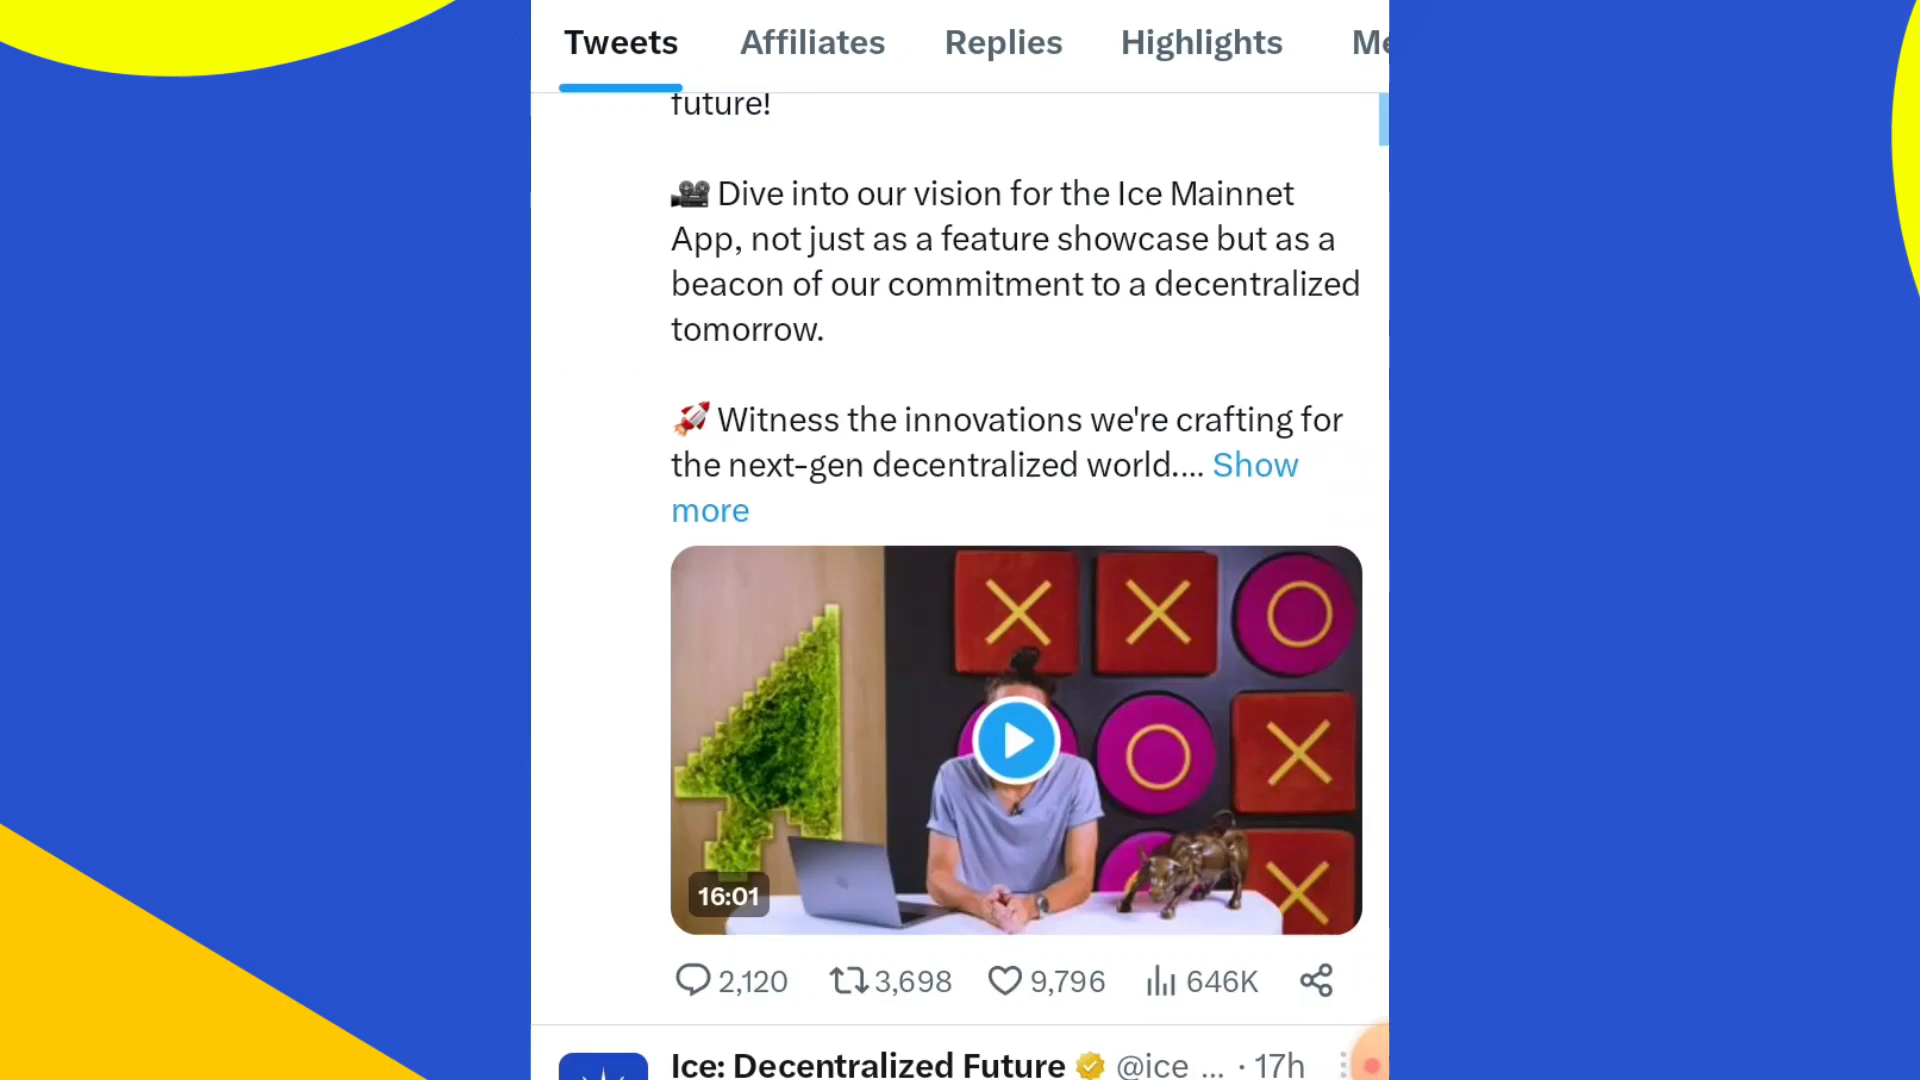 Tweets Affiliates Replies Highlights Me
future!
🎥 Dive into our vision for the Ice Mainnet
App, not just as a feature showcase but as a
beacon of our commitment to a decentralized
tomorrow.
🚀 Witness the innovations we're crafting for
the next-gen decentralized world.... Show
more
16:01
2,120 3,698 9,796 646K
Ice: Decentralized Future @ice ... · 17h